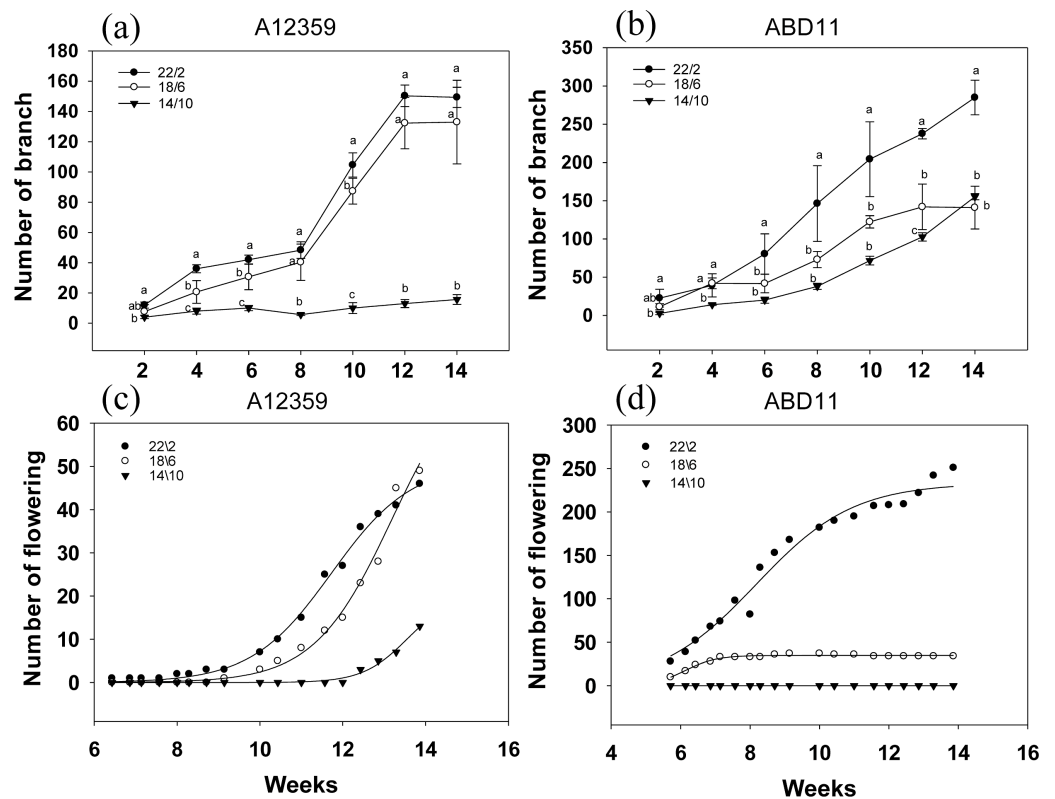 (a) A12359
Number of branch
180
160
140
120
100
80
60
40
20
0
22/2
18/6
14/10
a
ab
b
a
b
c
a
b
c
a
a
b
a
b
c
a
a
b
a
a
b
2 4 6 8 10 12 14
(b) ABD11
Number of branch
350
300
250
200
150
100
50
0
22/2
18/6
14/10
a
ab
b
a
a
b
a
b
b
a
b
b
a
b
b
a
b
c
a
b
b
2 4 6 8 10 12 14
(c) A12359
Number of flowering
60
50
40
30
20
10
0
22\2
18\6
14\10
6 8 10 12 14 16
Weeks
(d) ABD11
Number of flowering
300
250
200
150
100
50
0
22\2
18\6
14\10
4 6 8 10 12 14 16
Weeks